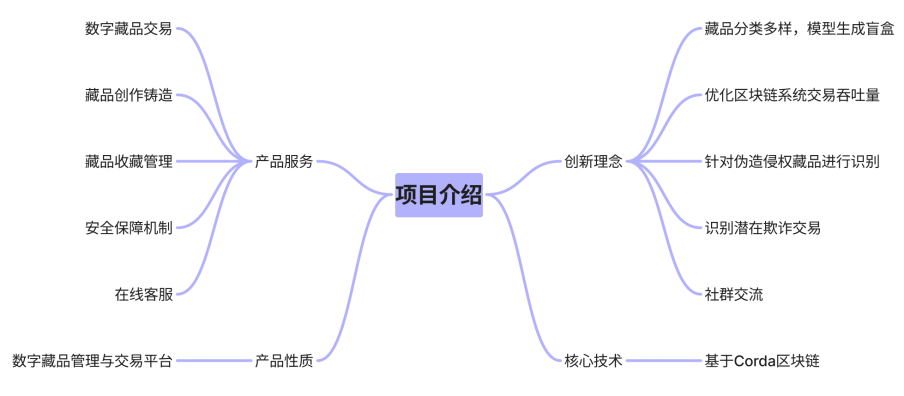 项目介绍
产品服务
数字藏品交易
藏品创作铸造
藏品收藏管理
安全保障机制
在线客服
产品性质
数字藏品管理与交易平台
创新理念
藏品分类多样，模型生成盲盒
优化区块链系统交易吞吐量
针对伪造侵权藏品进行识别
识别潜在欺诈交易
社群交流
核心技术
基于Corda区块链